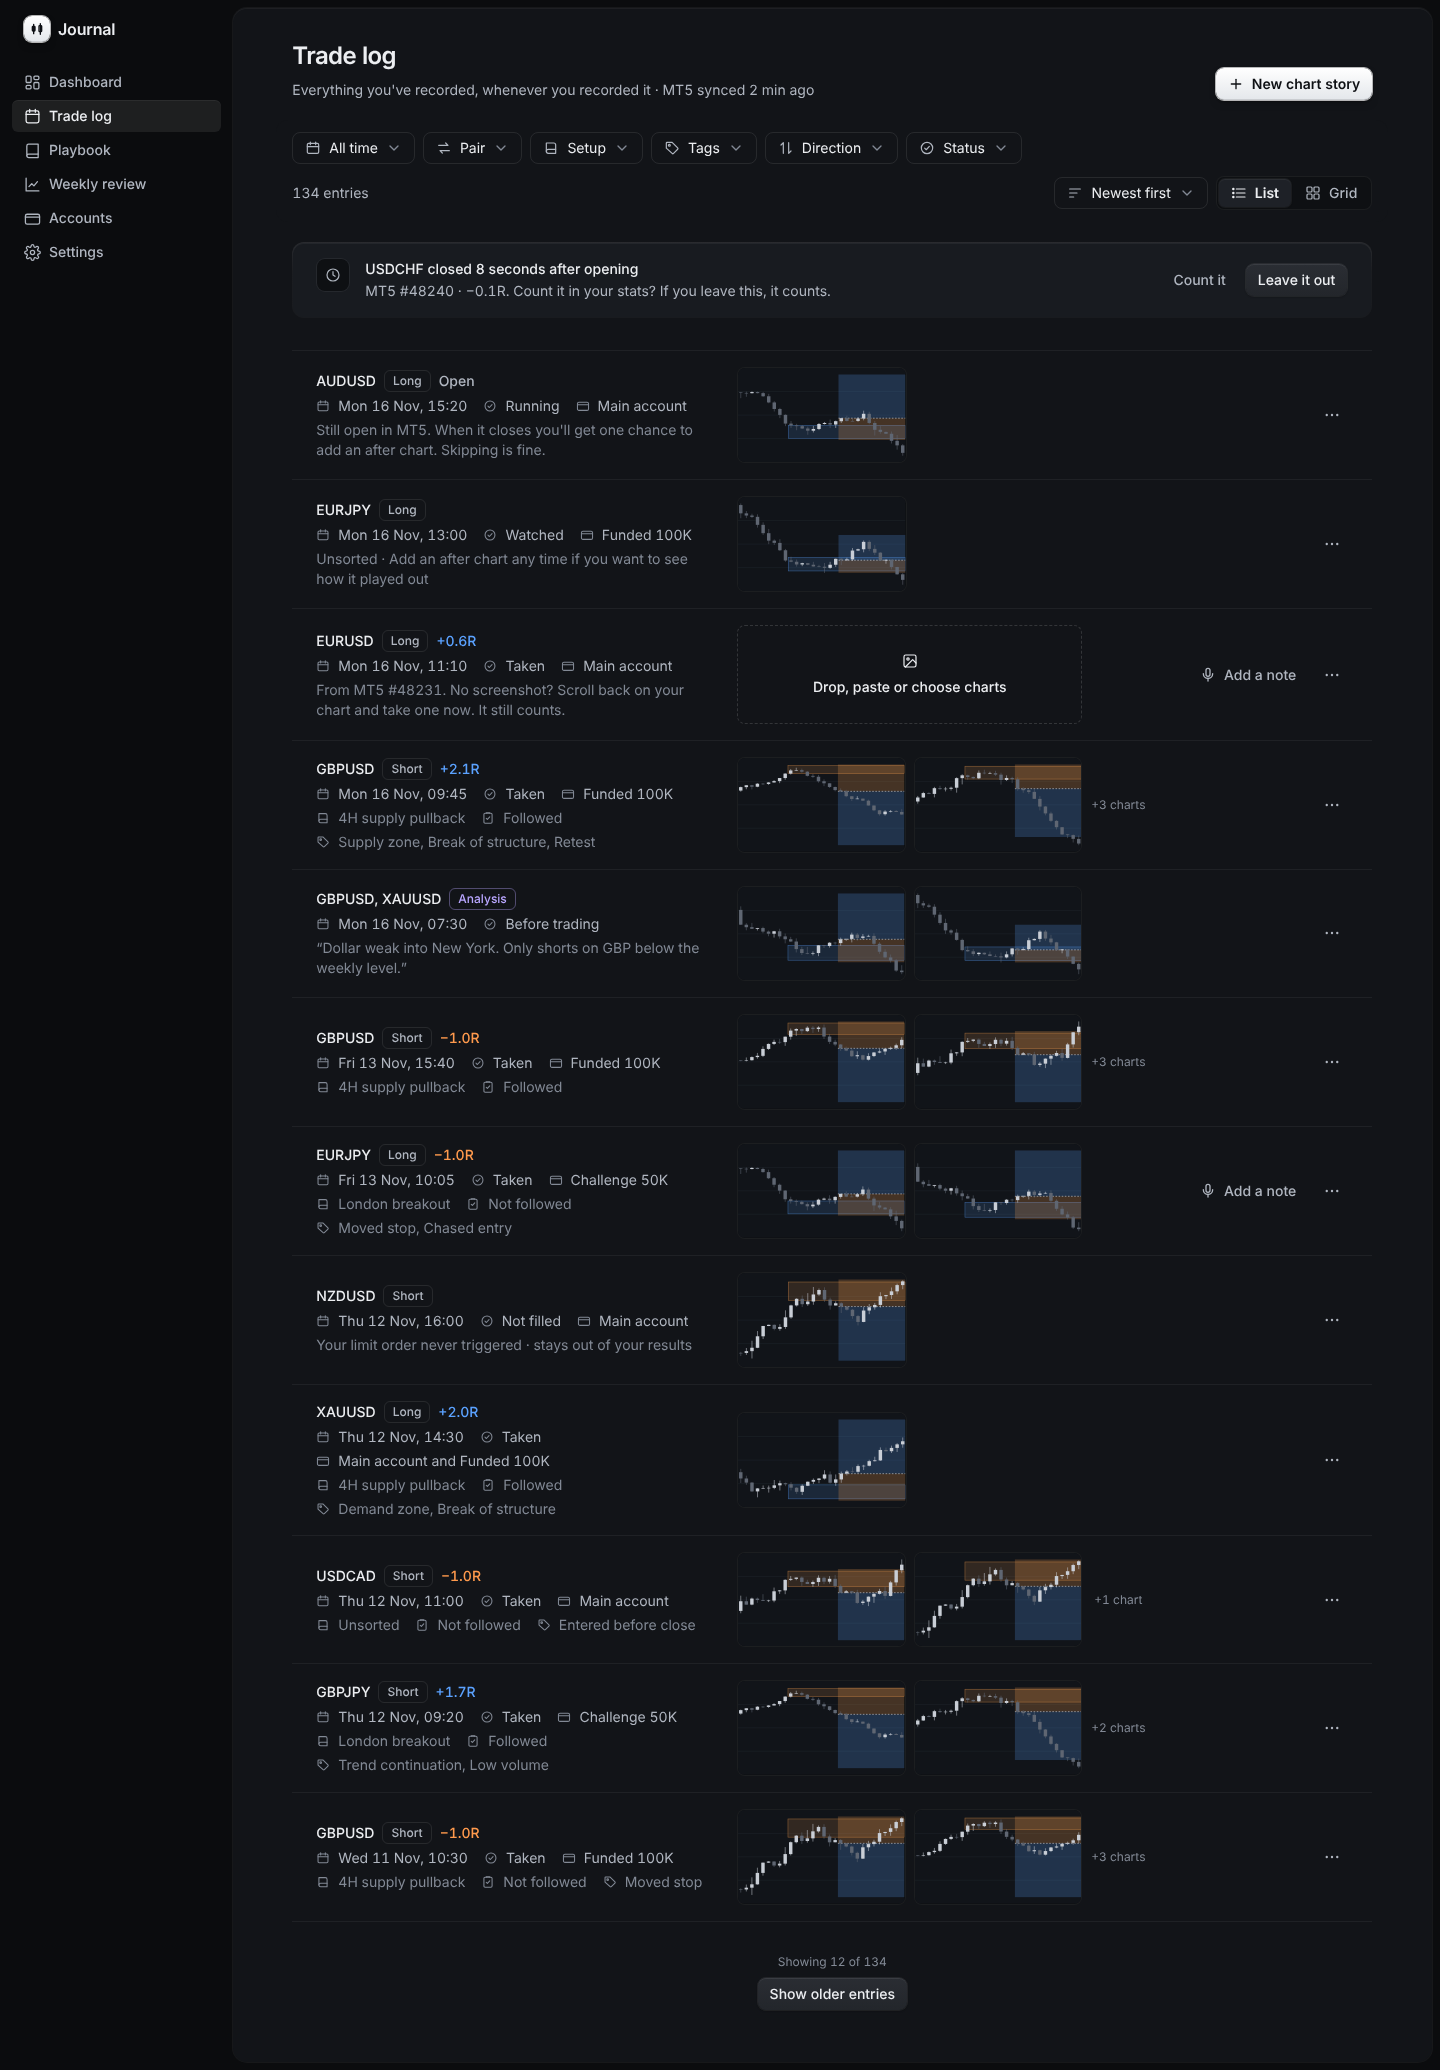 Journal
Dashboard
Trade log
Playbook
Weekly review
Accounts
Settings
Trade log
Everything you've recorded, whenever you recorded it · MT5 synced 2 min ago
New chart story
All time
Pair
Setup
Tags
Direction
Status
134 entries
Newest first
List
Grid
USDCHF closed 8 seconds after opening
MT5 #48240 · −0.1R. Count it in your stats? If you leave this, it counts.
Count it
Leave it out
AUDUSD Long Open
Mon 16 Nov, 15:20 Running Main account
Still open in MT5. When it closes you'll get one chance to
add an after chart. Skipping is fine.
EURJPY Long
Mon 16 Nov, 13:00 Watched Funded 100K
Unsorted · Add an after chart any time if you want to see
how it played out
EURUSD Long +0.6R
Mon 16 Nov, 11:10 Taken Main account
From MT5 #48231. No screenshot? Scroll back on your
chart and take one now. It still counts.
Drop, paste or choose charts
Add a note
GBPUSD Short +2.1R
Mon 16 Nov, 09:45 Taken Funded 100K
4H supply pullback Followed
Supply zone, Break of structure, Retest
+3 charts
GBPUSD, XAUUSD Analysis
Mon 16 Nov, 07:30 Before trading
“Dollar weak into New York. Only shorts on GBP below the
weekly level.”
GBPUSD Short −1.0R
Fri 13 Nov, 15:40 Taken Funded 100K
4H supply pullback Followed
+3 charts
EURJPY Long −1.0R
Fri 13 Nov, 10:05 Taken Challenge 50K
London breakout Not followed
Moved stop, Chased entry
Add a note
NZDUSD Short
Thu 12 Nov, 16:00 Not filled Main account
Your limit order never triggered · stays out of your results
XAUUSD Long +2.0R
Thu 12 Nov, 14:30 Taken
Main account and Funded 100K
4H supply pullback Followed
Demand zone, Break of structure
USDCAD Short −1.0R
Thu 12 Nov, 11:00 Taken Main account
Unsorted Not followed Entered before close
+1 chart
GBPJPY Short +1.7R
Thu 12 Nov, 09:20 Taken Challenge 50K
London breakout Followed
Trend continuation, Low volume
+2 charts
GBPUSD Short −1.0R
Wed 11 Nov, 10:30 Taken Funded 100K
4H supply pullback Not followed Moved stop
+3 charts
Showing 12 of 134
Show older entries